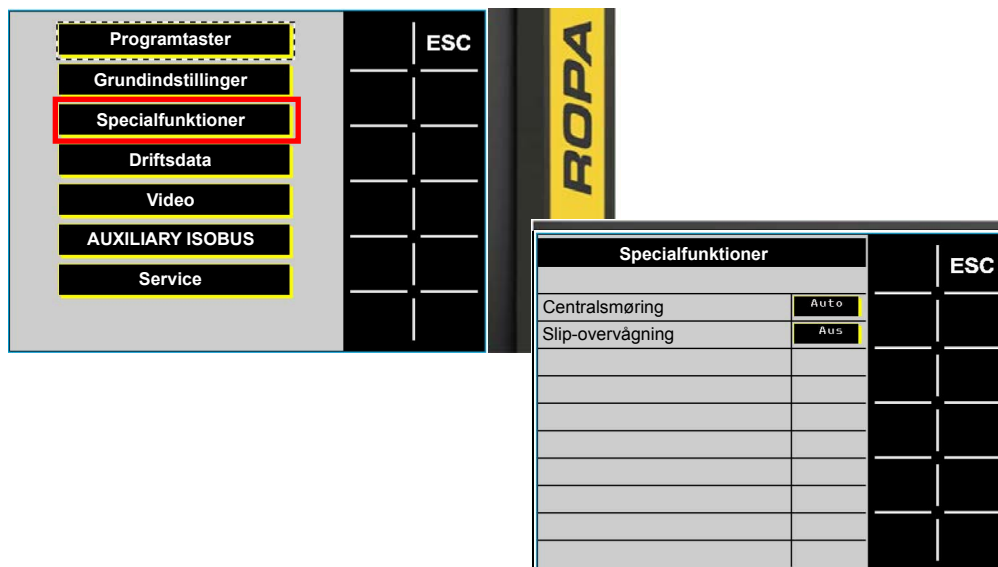 Programtaster
ESC
Grundindstillinger
Specialfunktioner
Driftsdata
Video
AUXILIARY ISOBUS
Service
ROPA
Specialfunktioner
ESC
Centralsmøring
Auto
Slip-overvågning
Aus